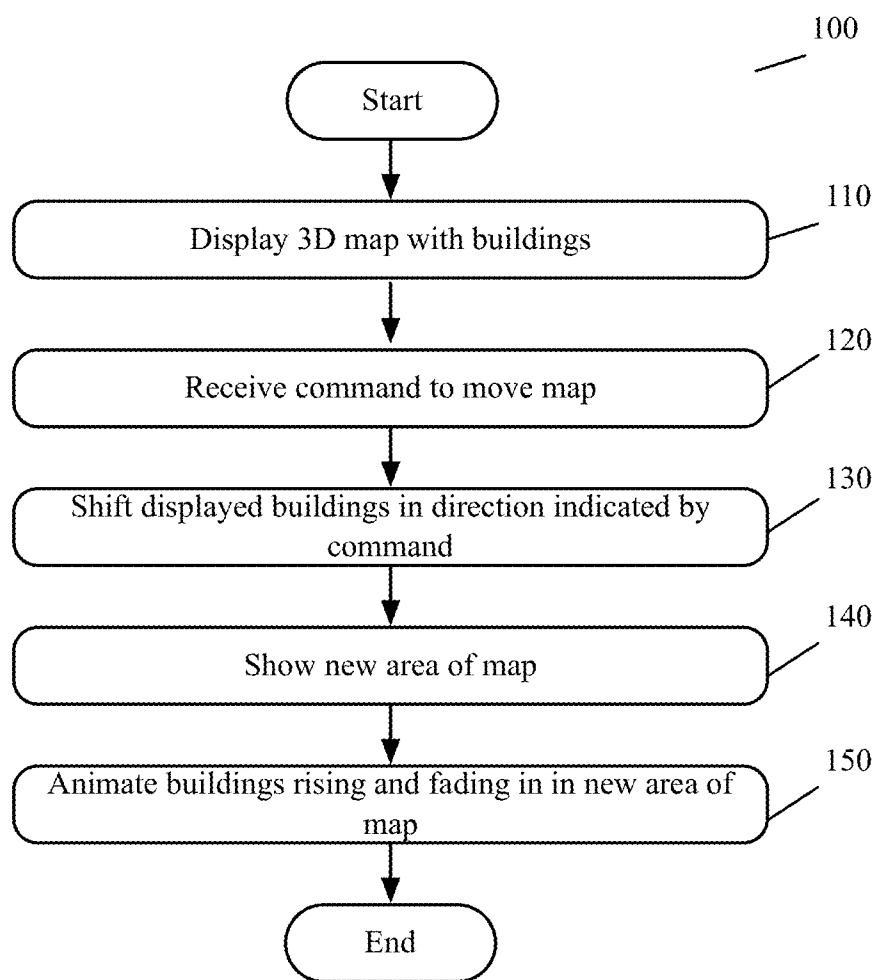 100
Start
110
Display 3D map with buildings
120
Receive command to move map
130
Shift displayed buildings in direction indicated by
command
140
Show new area of map
150
Animate buildings rising and fading in in new area of
map
End